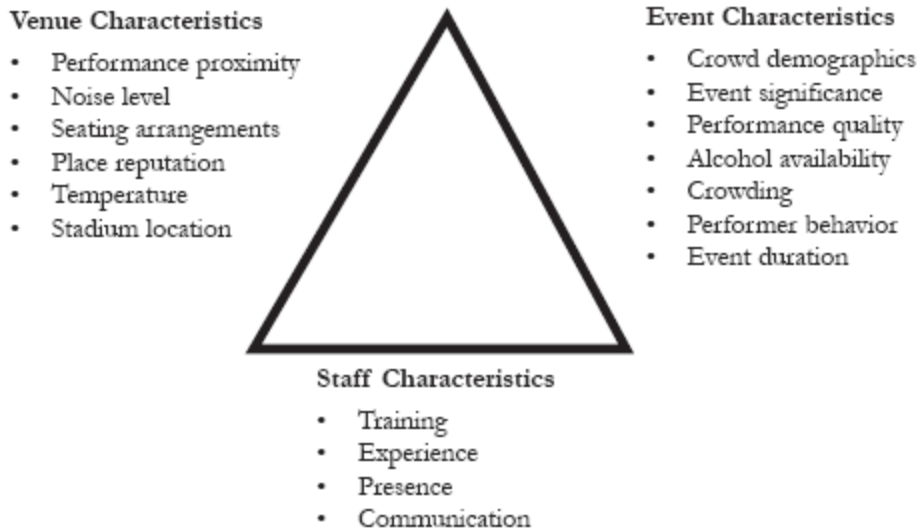 Venue Characteristics
• Performance proximity
• Noise level
• Seating arrangements
• Place reputation
• Temperature
• Stadium location
Event Characteristics
• Crowd demographics
• Event significance
• Performance quality
• Alcohol availability
• Crowding
• Performer behavior
• Event duration
Staff Characteristics
• Training
• Experience
• Presence
• Communication